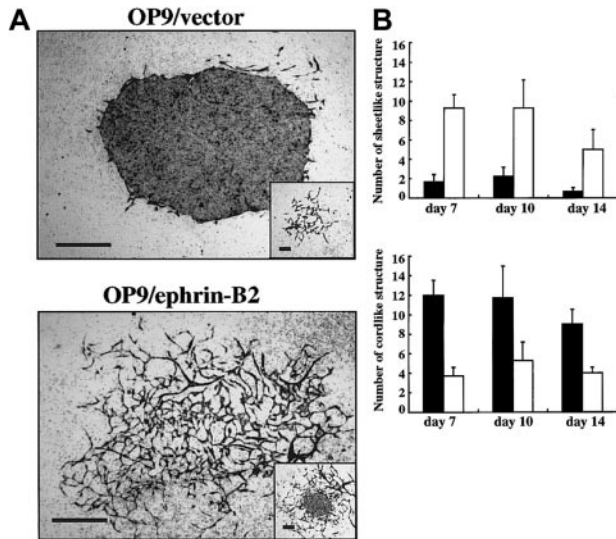 A
OP9/vector
OP9/ephrin-B2
B
Number of sheetlike structure
16
14
12
10
8
6
4
2
0
day 7
day 10
day 14
Number of cordlike structure
16
14
12
10
8
6
4
2
0
day 7
day 10
day 14